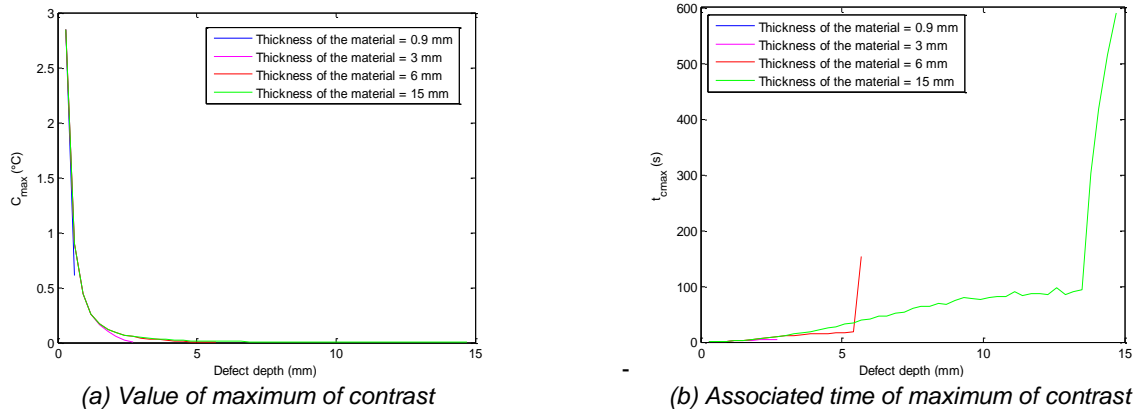 3
2.5
2
1.5
1
0.5
0
0
5
10
15
C_max (°C)
Defect depth (mm)
Thickness of the material = 0.9 mm
Thickness of the material = 3 mm
Thickness of the material = 6 mm
Thickness of the material = 15 mm
(a) Value of maximum of contrast
-
600
500
400
300
200
100
0
0
5
10
15
t_cmax (s)
Defect depth (mm)
Thickness of the material = 0.9 mm
Thickness of the material = 3 mm
Thickness of the material = 6 mm
Thickness of the material = 15 mm
(b) Associated time of maximum of contrast